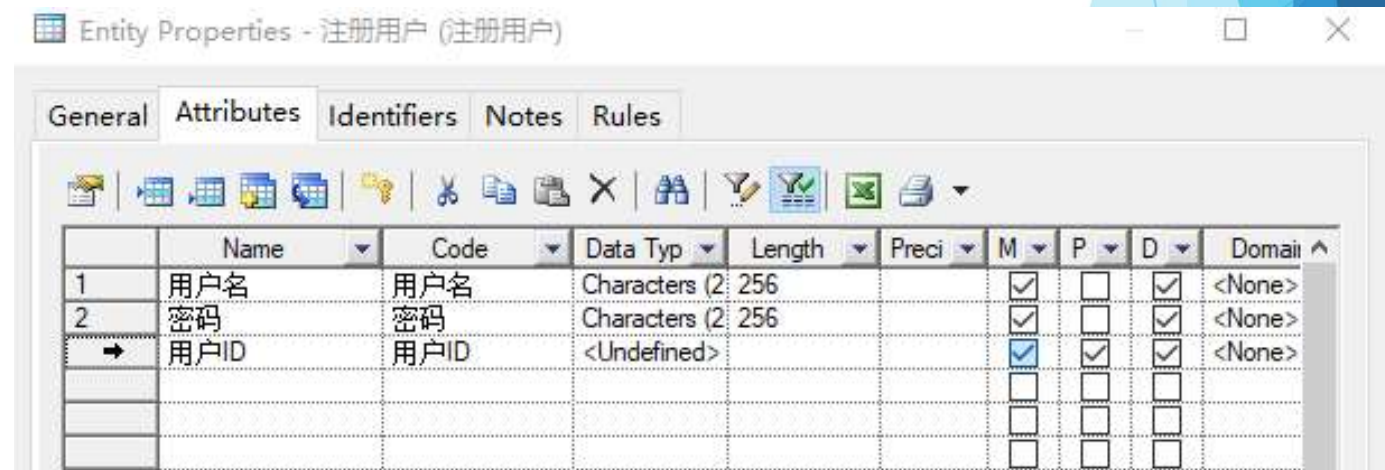 Entity Properties - 注册用户 (注册用户)
General Attributes Identifiers Notes Rules
Name Code Data Typ Length Preci M P D Domain
1 用户名 用户名 Characters (2 256 <None>
2 密码 密码 Characters (2 256 <None>
用户ID 用户ID <Undefined> <None>